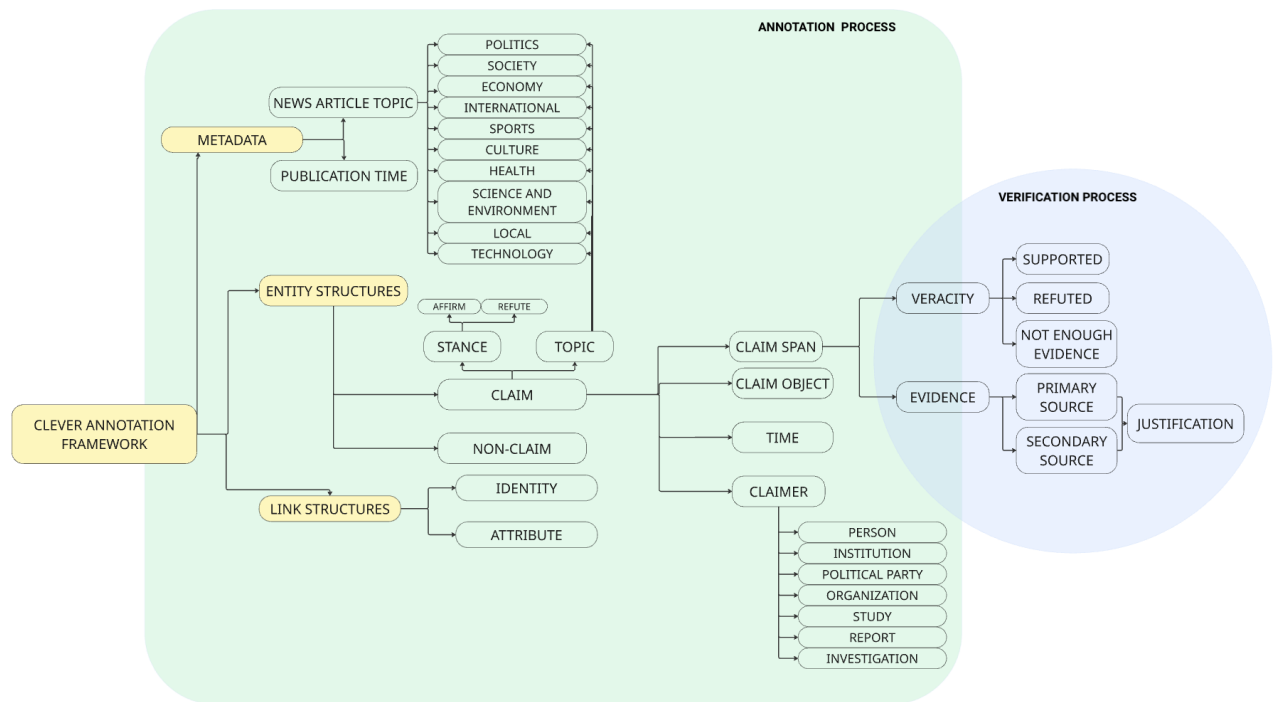 ANNOTATION PROCESS
POLITICS
SOCIETY
ECONOMY
INTERNATIONAL
SPORTS
CULTURE
HEALTH
SCIENCE AND
ENVIRONMENT
LOCAL
TECHNOLOGY
NEWS ARTICLE TOPIC
METADATA
PUBLICATION TIME
ENTITY STRUCTURES
AFFIRM
REFUTE
STANCE
TOPIC
CLAIM
NON-CLAIM
CLEVER ANNOTATION
FRAMEWORK
LINK STRUCTURES
IDENTITY
ATTRIBUTE
CLAIM SPAN
CLAIM OBJECT
TIME
CLAIMER
PERSON
INSTITUTION
POLITICAL PARTY
ORGANIZATION
STUDY
REPORT
INVESTIGATION
VERIFICATION PROCESS
VERACITY
SUPPORTED
REFUTED
NOT ENOUGH
EVIDENCE
EVIDENCE
PRIMARY
SOURCE
SECONDARY
SOURCE
JUSTIFICATION